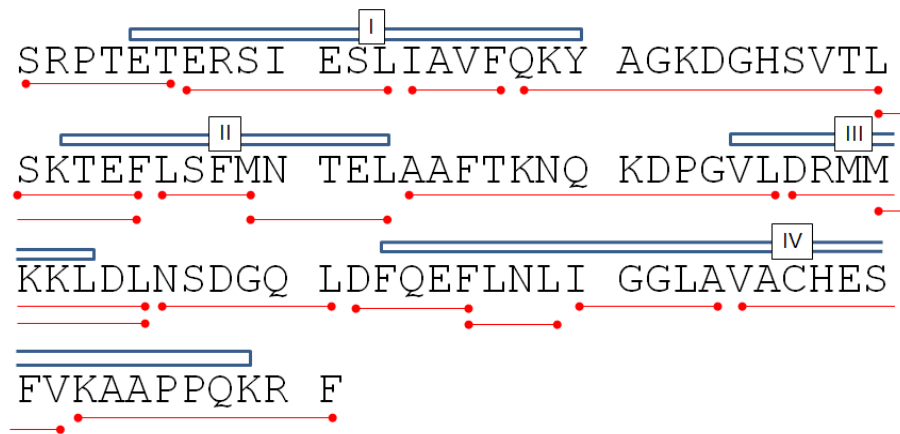 I
SRPTETERSI ESLIAVFQKY AGKDGHSVTL
II III
SKTEFLSFMN TELAAFTKNQ KDPGVLDRMM
IV
KKLDLNSDGQ LDFQEFLNLI GGLAVACHES
FVKAAPPQKR F